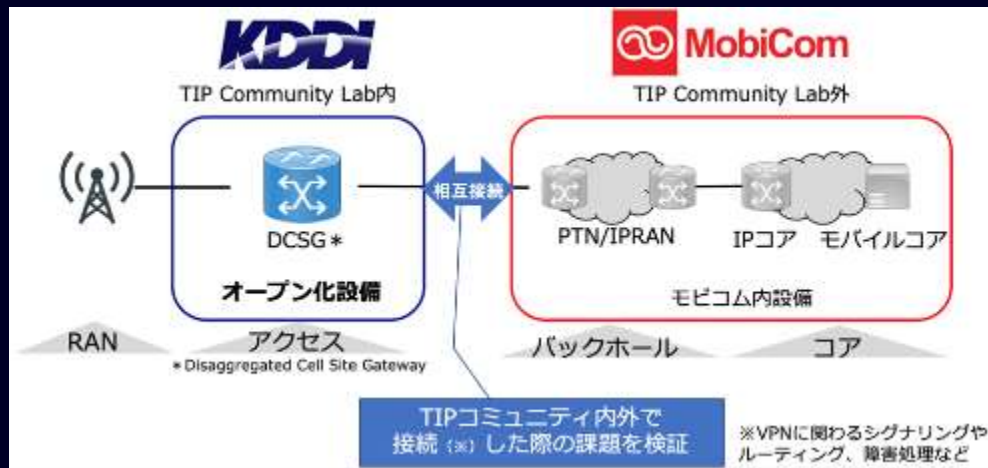 KDDI
MobiCom
TIP Community Lab内
TIP Community Lab外
相互接続
DCSG*
PTN/IPRAN
IPコア
モバイルコア
オープン化設備
モビコム内設備
RAN
アクセス
バックホール
コア
*Disaggregated Cell Site Gateway
TIPコミュニティ内外で
接続(※)した際の課題を検証
※VPNに関わるシグナリングや
ルーティング、障害処理など